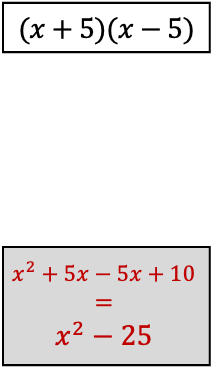 (x + 5)(x − 5)
x² + 5x − 5x + 10
=
x² − 25